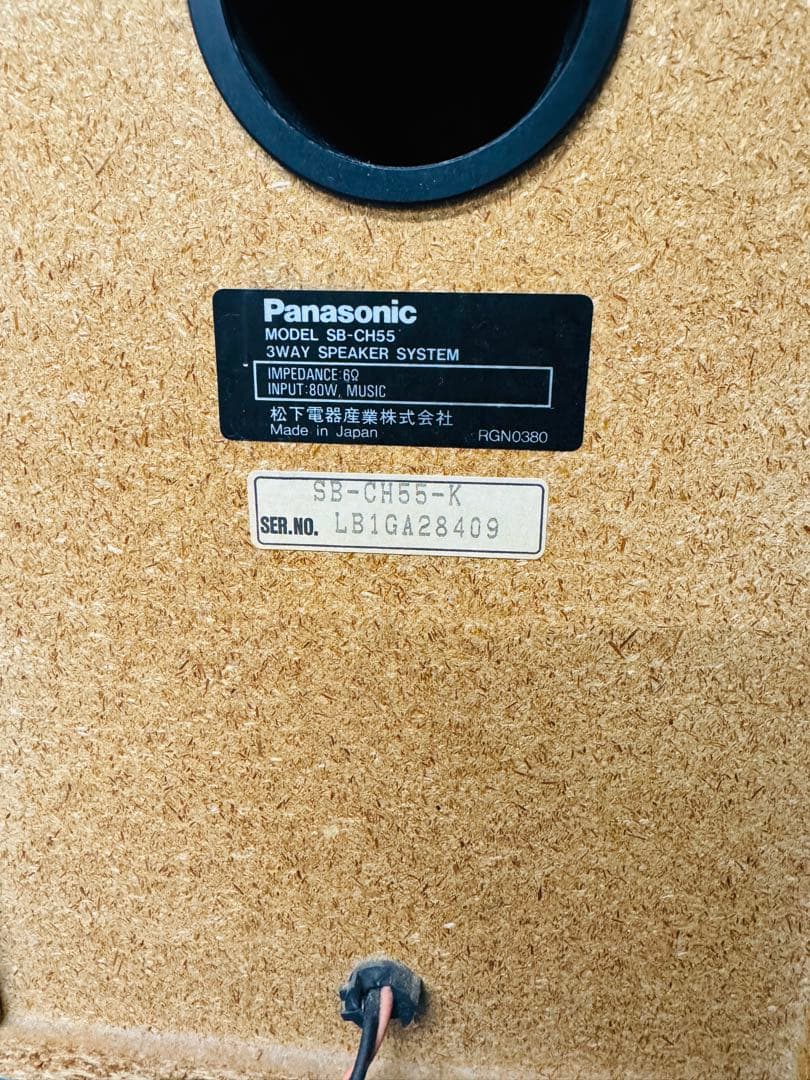 Panasonic
MODEL SB-CH55
3WAY SPEAKER SYSTEM
IMPEDANCE:6Ω
INPUT:80W, MUSIC
松下電器産業株式会社
Made in Japan RGN0380
SB-CH55-K
SER.NO. LB1GA28409